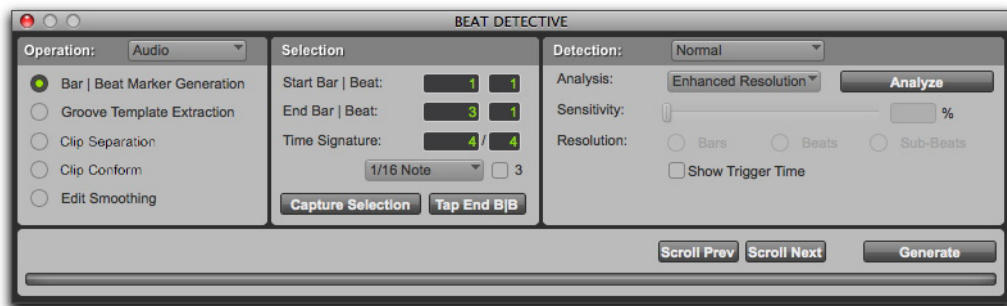 BEAT DETECTIVE
Operation: Audio
Bar | Beat Marker Generation
Groove Template Extraction
Clip Separation
Clip Conform
Edit Smoothing
Selection
Start Bar | Beat: 1 1
End Bar | Beat: 3 1
Time Signature: 4 / 4
1/16 Note 3
Capture Selection Tap End B|B
Detection: Normal
Analysis: Enhanced Resolution Analyze
Sensitivity: %
Resolution: Bars Beats Sub-Beats
Show Trigger Time
Scroll Prev Scroll Next Generate